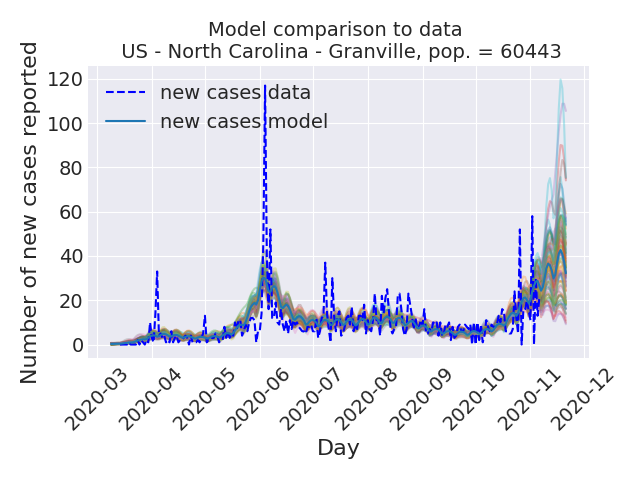 Model comparison to data
US - North Carolina - Granville, pop. = 60443
Number of new cases reported
120
100
80
60
40
20
0
new cases data
new cases model
2020-03
2020-04
2020-05
2020-06
2020-07
2020-08
2020-09
2020-10
2020-11
2020-12
Day